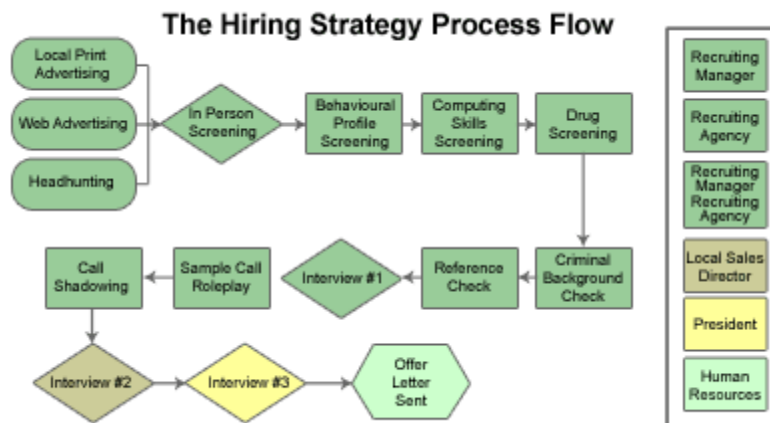 The Hiring Strategy Process Flow
Local Print
Advertising
Web Advertising
Headhunting
In Person
Screening
Behavioural
Profile
Screening
Computing
Skills
Screening
Drug
Screening
Call
Shadowing
Sample Call
Roleplay
Interview #1
Reference
Check
Criminal
Background
Check
Interview #2
Interview #3
Offer
Letter
Sent
Recruiting
Manager
Recruiting
Agency
Recruiting
Manager
Recruiting
Agency
Local Sales
Director
President
Human
Resources